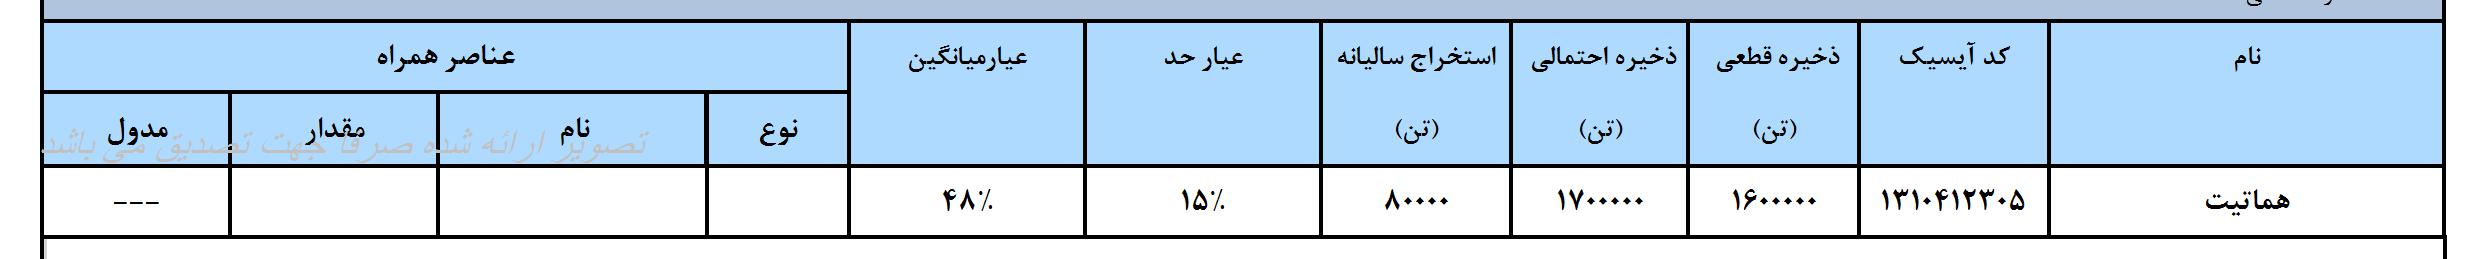 نام	کد آیسیک	ذخیره قطعی (تن)	ذخیره احتمالی (تن)	استخراج سالیانه (تن)	عیار حد	عیارمیانگین	عناصر همراه
نوع	نام	مقدار	مدول
تصویر ارائه شده صرفا جهت تصدیق می باشد
هماتیت	۱۳۱۰۴۱۲۳۰۵	۱۶۰۰۰۰۰	۱۷۰۰۰۰۰	۸۰۰۰۰	۱۵%	۴۸%	---